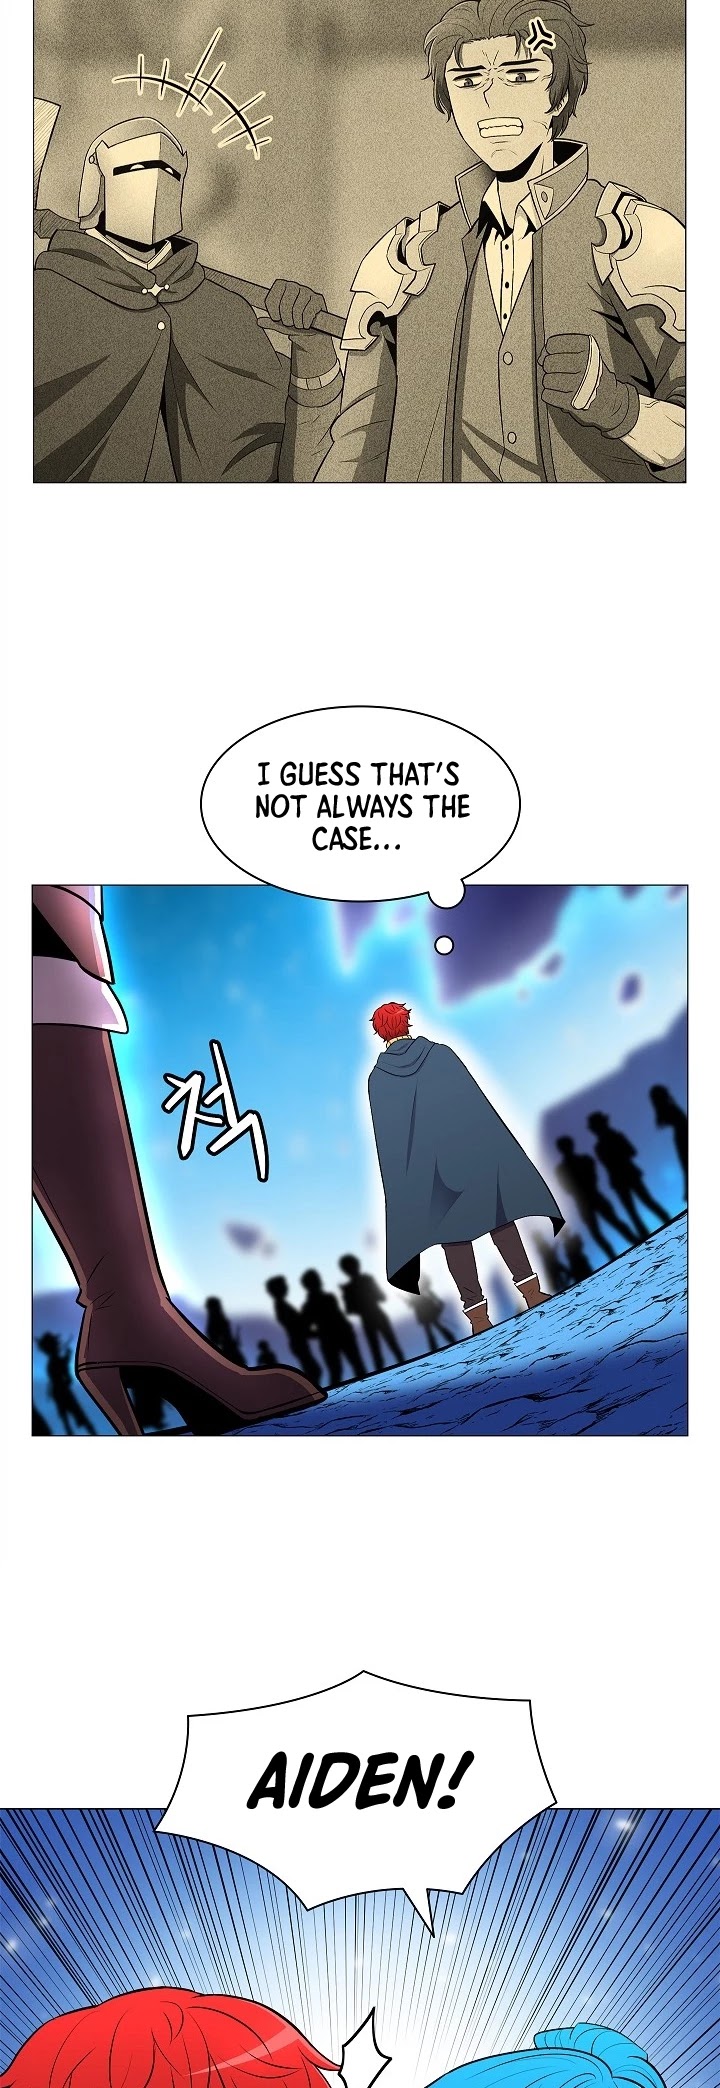 I GUESS THAT'S
NOT ALWAYS THE
CASE...
척
AIDEN!